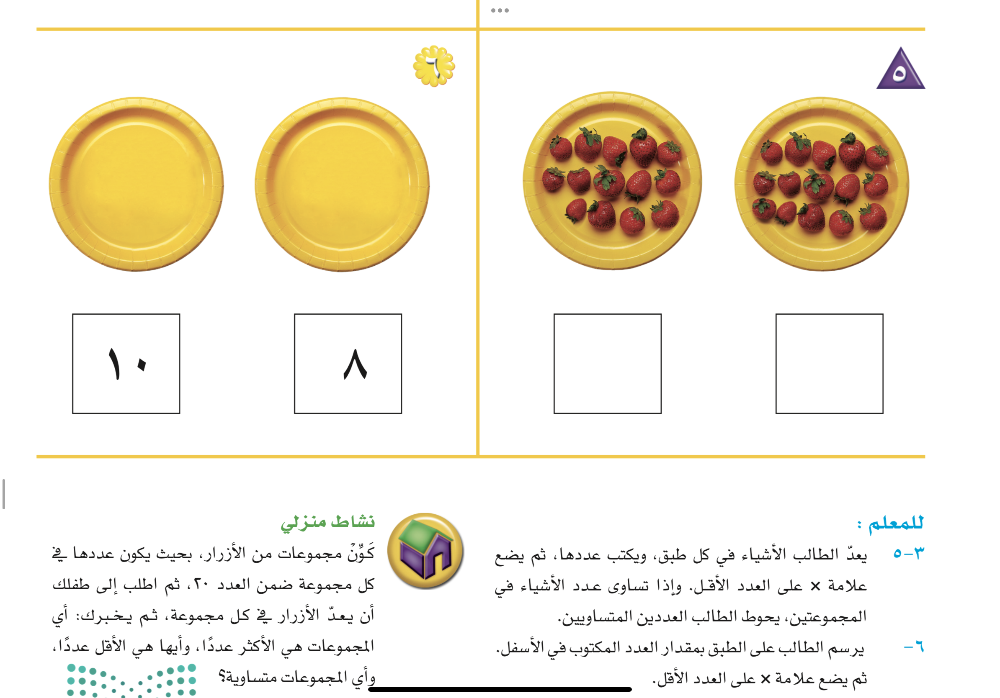 ٥
٦
٨
١٠
للمعلم :
٣-٥ يعدّ الطالب الأشياء في كل طبق، ويكتب عددها، ثم يضع
علامة × على العدد الأقل. وإذا تساوى عدد الأشياء في
المجموعتين، يحوط الطالب العددين المتساويين.
٦- يرسم الطالب على الطبق بمقدار العدد المكتوب في الأسفل.
ثم يضع علامة × على العدد الأقل.
نشاط منزلي
كَوِّنْ مجموعات من الأزرار، بحيث يكون عددها في
كل مجموعة ضمن العدد ٢٠، ثم اطلب إلى طفلك
أن يعدّ الأزرار في كل مجموعة، ثم يخبرك: أي
المجموعات هي الأكثر عددًا، وأيها هي الأقل عددًا،
وأي المجموعات متساوية؟